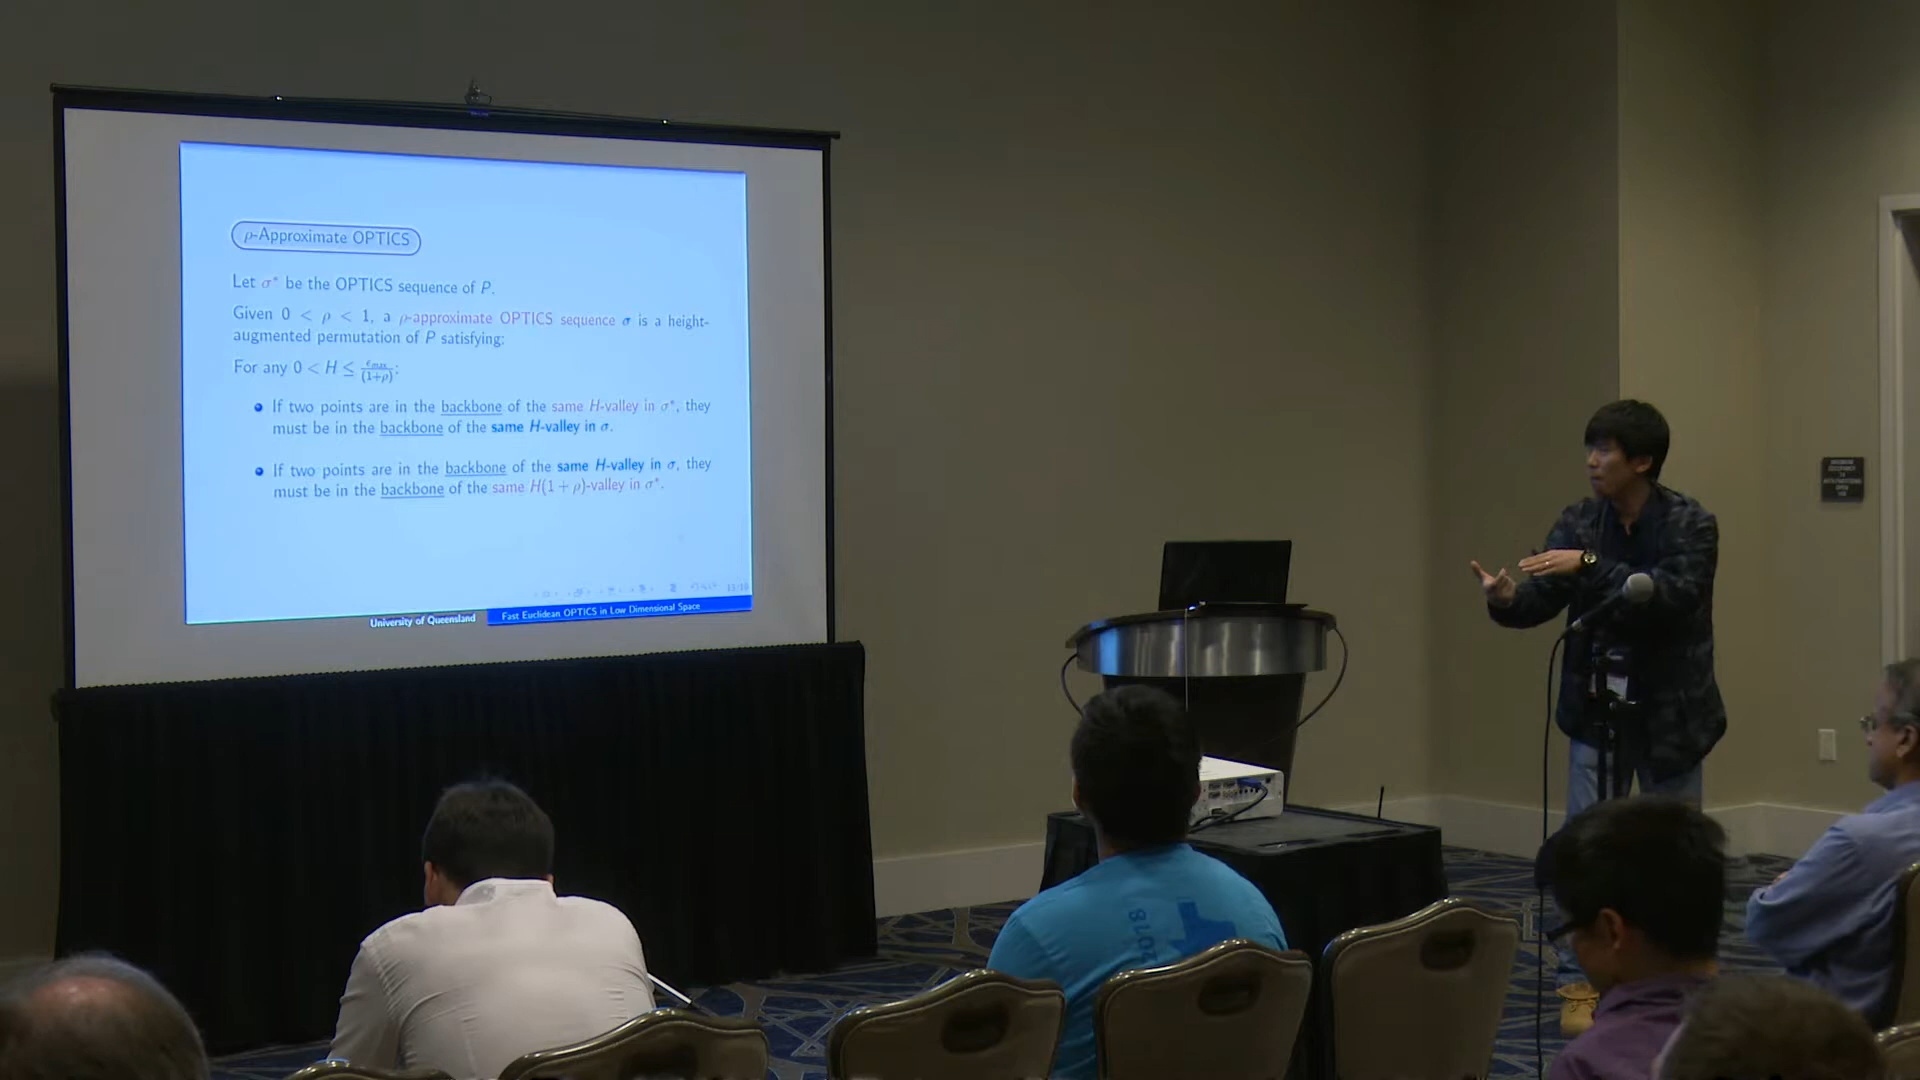 ρ-Approximate OPTICS
Let σ* be the OPTICS sequence of P.
Given 0 < ρ < 1, a ρ-approximate OPTICS sequence σ is a height-
augmented permutation of P satisfying:
For any 0 < H ≤ ϵmax/(1+ρ):
If two points are in the backbone of the same H-valley in σ*, they
must be in the backbone of the same H-valley in σ.
If two points are in the backbone of the same H-valley in σ, they
must be in the backbone of the same H(1 + ρ)-valley in σ*.
University of Queensland
Fast Euclidean OPTICS in Low Dimensional Space
MAXIMUM
OCCUPANCY
2018